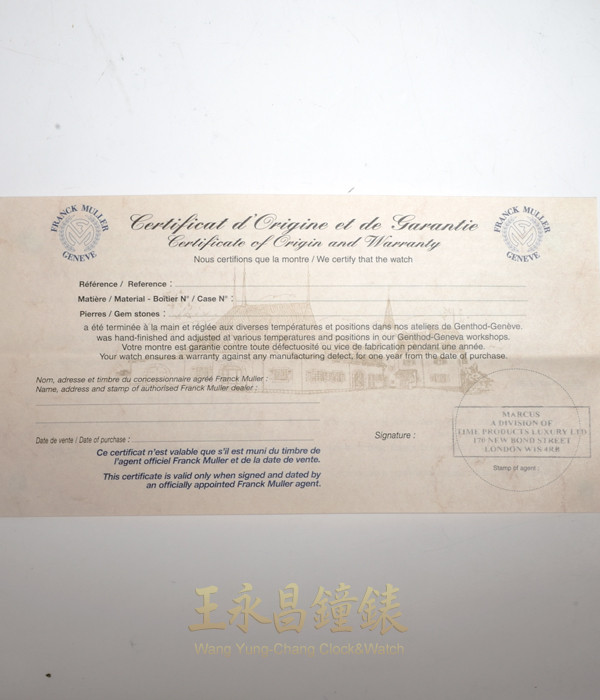 FRANCK MULLER
GENEVE
Certificat d'Origine et de Garantie
Certificate of Origin and Warranty
Nous certifions que la montre / We certify that the watch
FRANCK MULLER
GENEVE
Référence / Reference :
Matière / Material - Boîtier N° / Case N° :
Pierres / Gem stones :
a été terminée à la main et réglée aux diverses températures et positions dans nos ateliers de Genthod-Genève.
was hand-finished and adjusted at various temperatures and positions in our Genthod-Geneva workshops.
Votre montre est garantie contre toute défectuosité ou vice de fabrication pendant une année.
Your watch ensures a warranty against any manufacturing defect, for one year from the date of purchase.
Nom, adresse et timbre du concessionaire agréé Franck Muller :
Name, address and stamp of authorised Franck Muller dealer :
Date de vente / Date of purchase :
Signature :
MARCUS
A DIVISION OF
TIME PRODUCTS LUXURY LTD
170 NEW BOND STREET
LONDON W1S 4RB
Stamp of agent
Ce certificat n'est valable que s'il est muni du timbre de
l'agent officiel Franck Muller et de la date de vente.
This certificate is valid only when signed and dated by
an officially appointed Franck Muller agent.
王永昌鐘錶
Wang Yung-Chang Clock&Watch